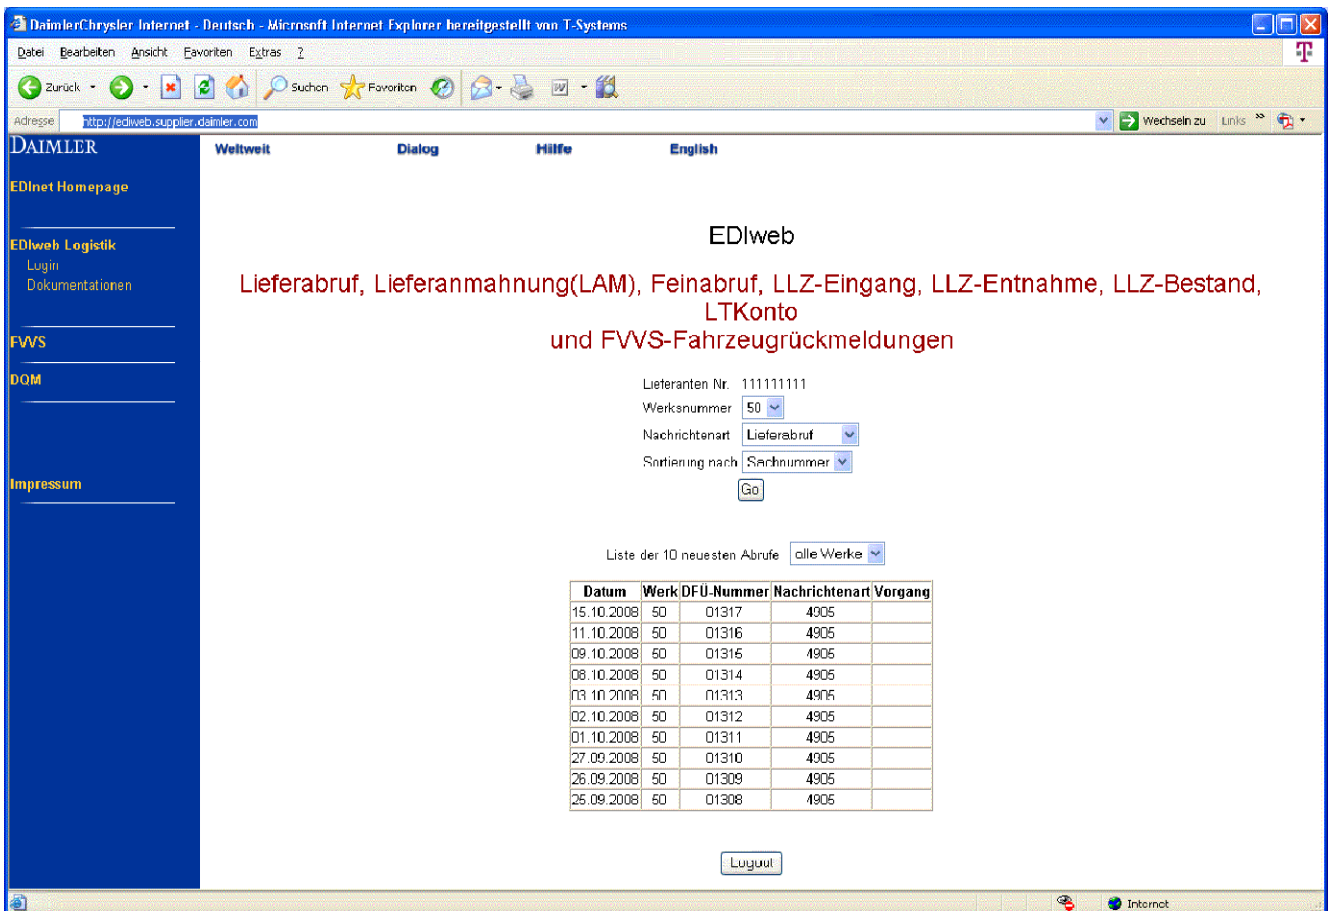 DaimlerChrysler Internet - Deutsch - Microsoft Internet Explorer bereitgestellt von T-Systems
Datei Bearbeiten Ansicht Favoriten Extras ?
Zurück Suchen Favoriten
Adresse http://ediweb.supplier.daimler.com Wechseln zu Links »
DAIMLER
Weltweit Dialog Hilfe English
EDInet Homepage
EDIweb Logistik
Login
Dokumentationen
FVVS
DQM
Impressum
EDIweb
Lieferabruf, Lieferanmahnung(LAM), Feinabruf, LLZ-Eingang, LLZ-Entnahme, LLZ-Bestand,
LTKonto
und FVVS-Fahrzeugrückmeldungen
Lieferanten Nr. 111111111
Werksnummer 50
Nachrichtenart Lieferabruf
Sortierung nach Sachnummer
Go
Liste der 10 neuesten Abrufe alle Werke
Datum Werk DFÜ-Nummer Nachrichtenart Vorgang
15.10.2008 50 01317 4905
11.10.2008 50 01316 4905
09.10.2008 50 01315 4905
08.10.2008 50 01314 4905
03.10.2008 50 01313 4905
02.10.2008 50 01312 4905
01.10.2008 50 01311 4905
27.09.2008 50 01310 4905
26.09.2008 50 01309 4905
25.09.2008 50 01308 4905
Logout
Internet